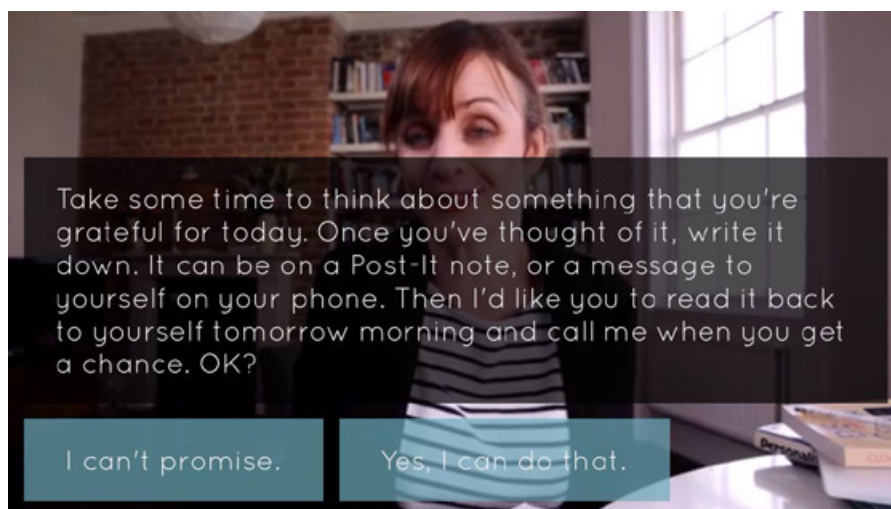 Take some time to think about something that you're
grateful for today. Once you've thought of it, write it
down. It can be on a Post-It note, or a message to
yourself on your phone. Then I'd like you to read it back
to yourself tomorrow morning and call me when you get
a chance. OK?
I can't promise.
Yes, I can do that.